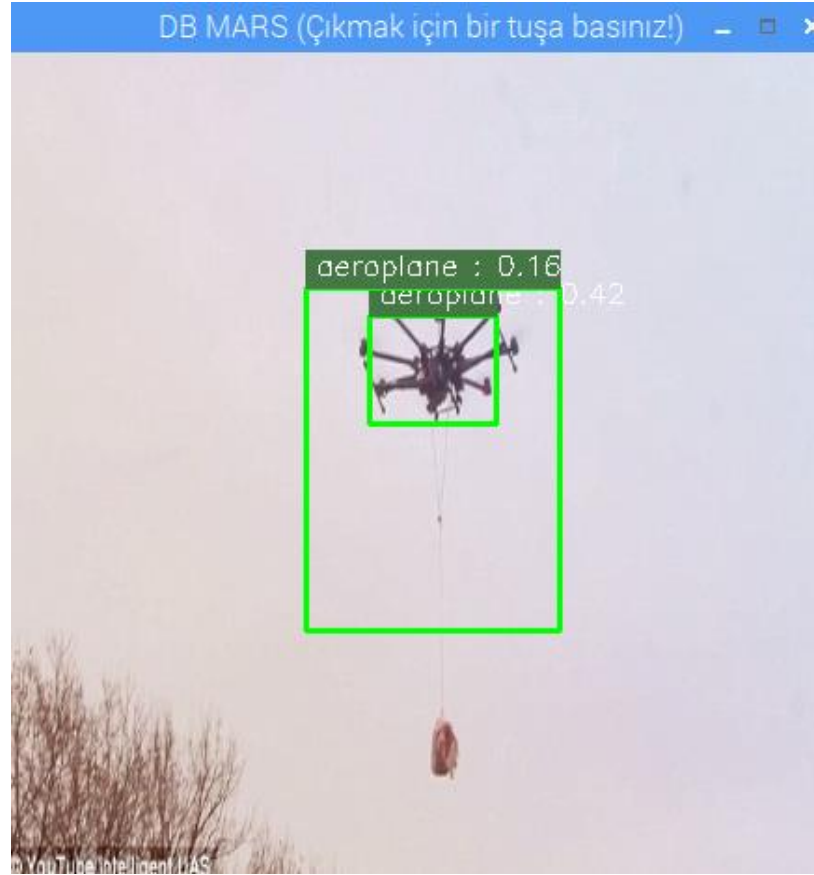 DB MARS (Çıkmak için bir tuşa basınız!)
aeroplane : 0.16
aeroplane : 0.42
© YouTube Intelligent UAS